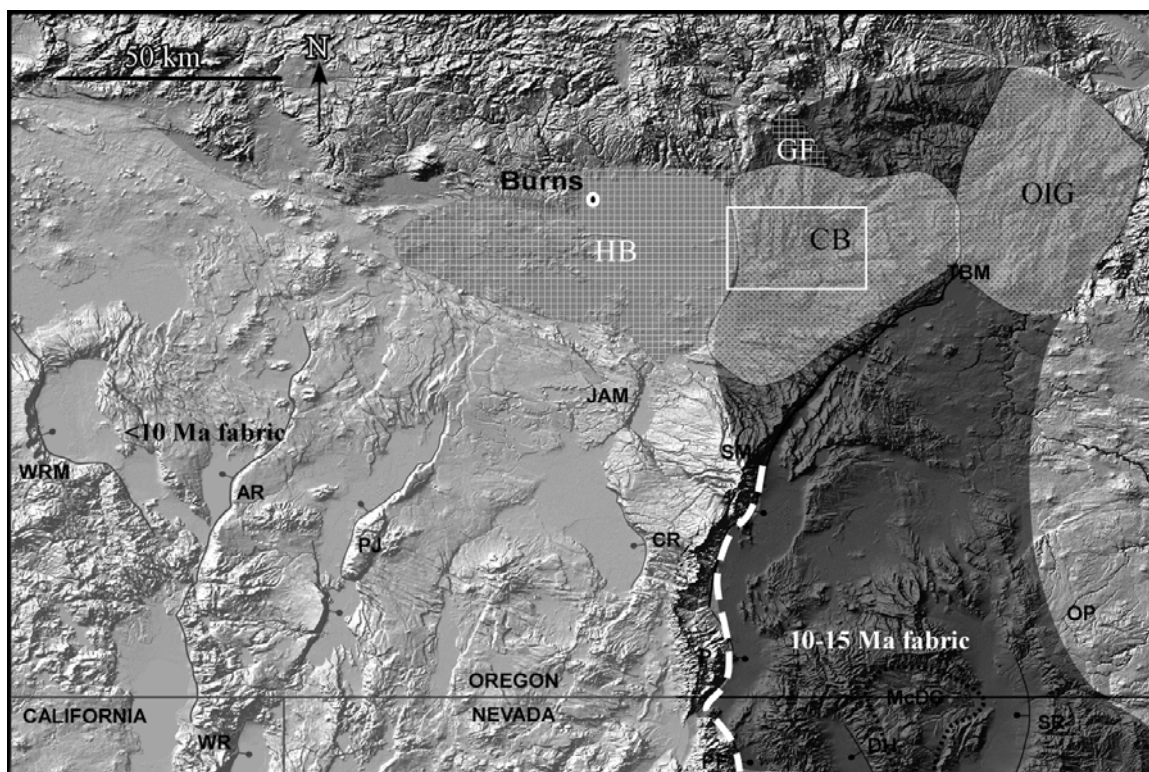 50 km
N
GF
Burns
OIG
HB
CB
TBM
JAM
<10 Ma fabric
SM
WRM
AR
PJ
CR
OP
10-15 Ma fabric
OREGON
McDC
CALIFORNIA
NEVADA
SR
WR
DH